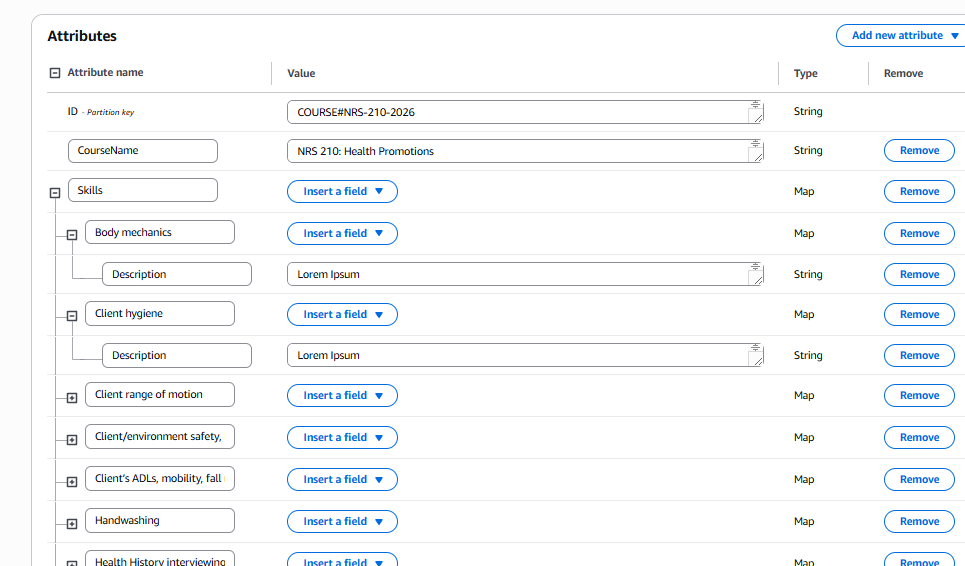 Attributes
Add new attribute
Attribute name Value Type Remove
ID - Partition key COURSE#NRS-210-2026 String
CourseName NRS 210: Health Promotions String Remove
Skills Insert a field Map Remove
Body mechanics Insert a field Map Remove
Description Lorem Ipsum String Remove
Client hygiene Insert a field Map Remove
Description Lorem Ipsum String Remove
Client range of motion Insert a field Map Remove
Client/environment safety, Insert a field Map Remove
Client's ADLs, mobility, fall Insert a field Map Remove
Handwashing Insert a field Map Remove
Health History interviewing Insert a field Map Remove